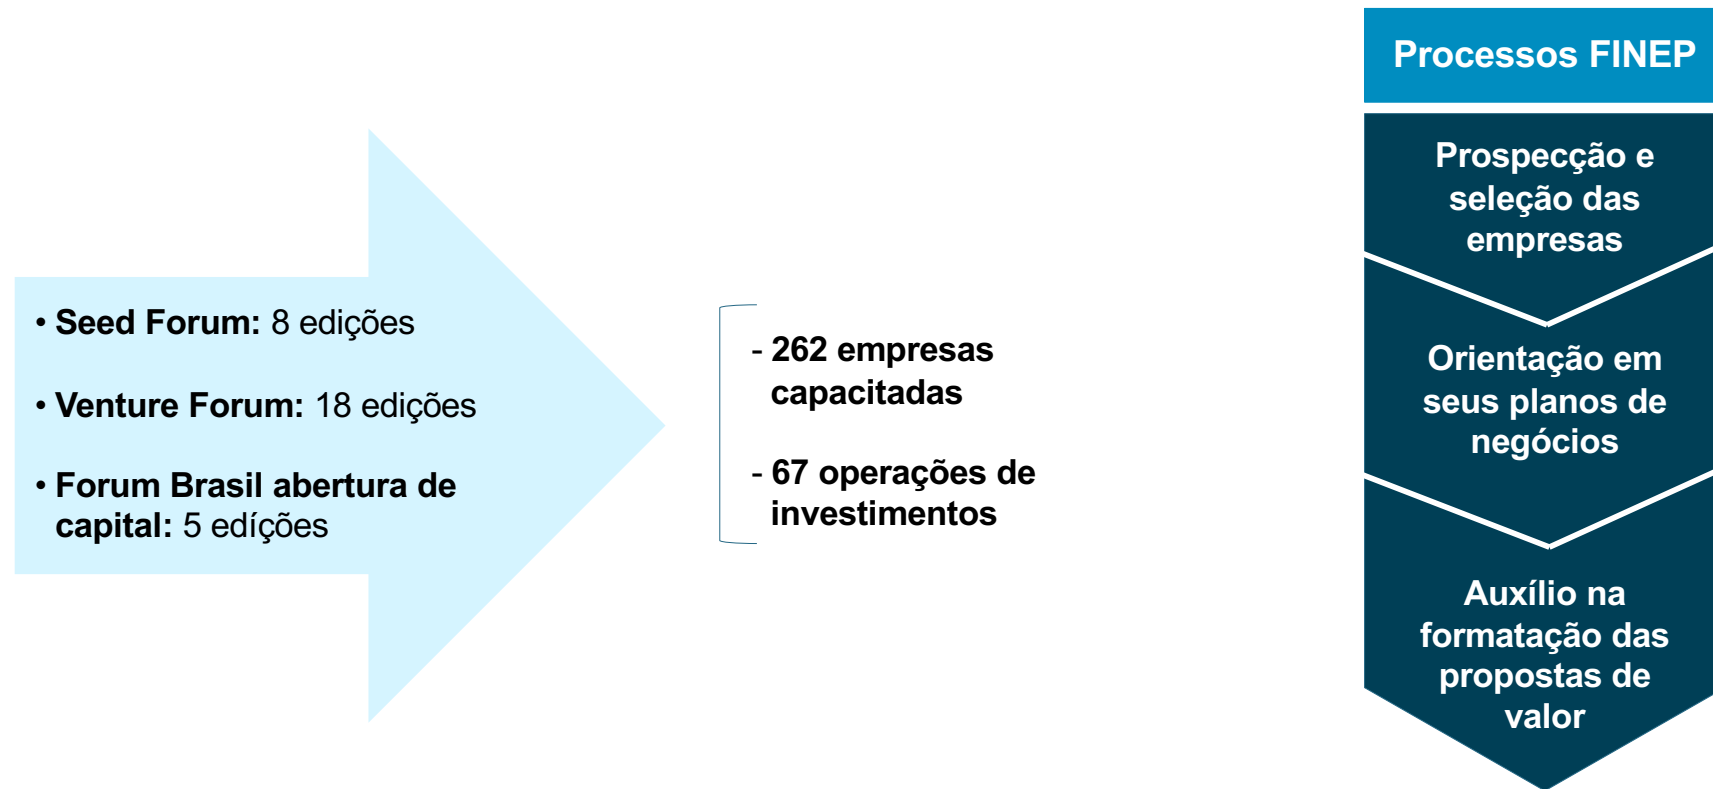 • Seed Forum: 8 edições
• Venture Forum: 18 edições
• Forum Brasil abertura de
capital: 5 edíções
- 262 empresas
capacitadas
- 67 operações de
investimentos
Processos FINEP
Prospecção e
seleção das
empresas
Orientação em
seus planos de
negócios
Auxílio na
formatação das
propostas de
valor